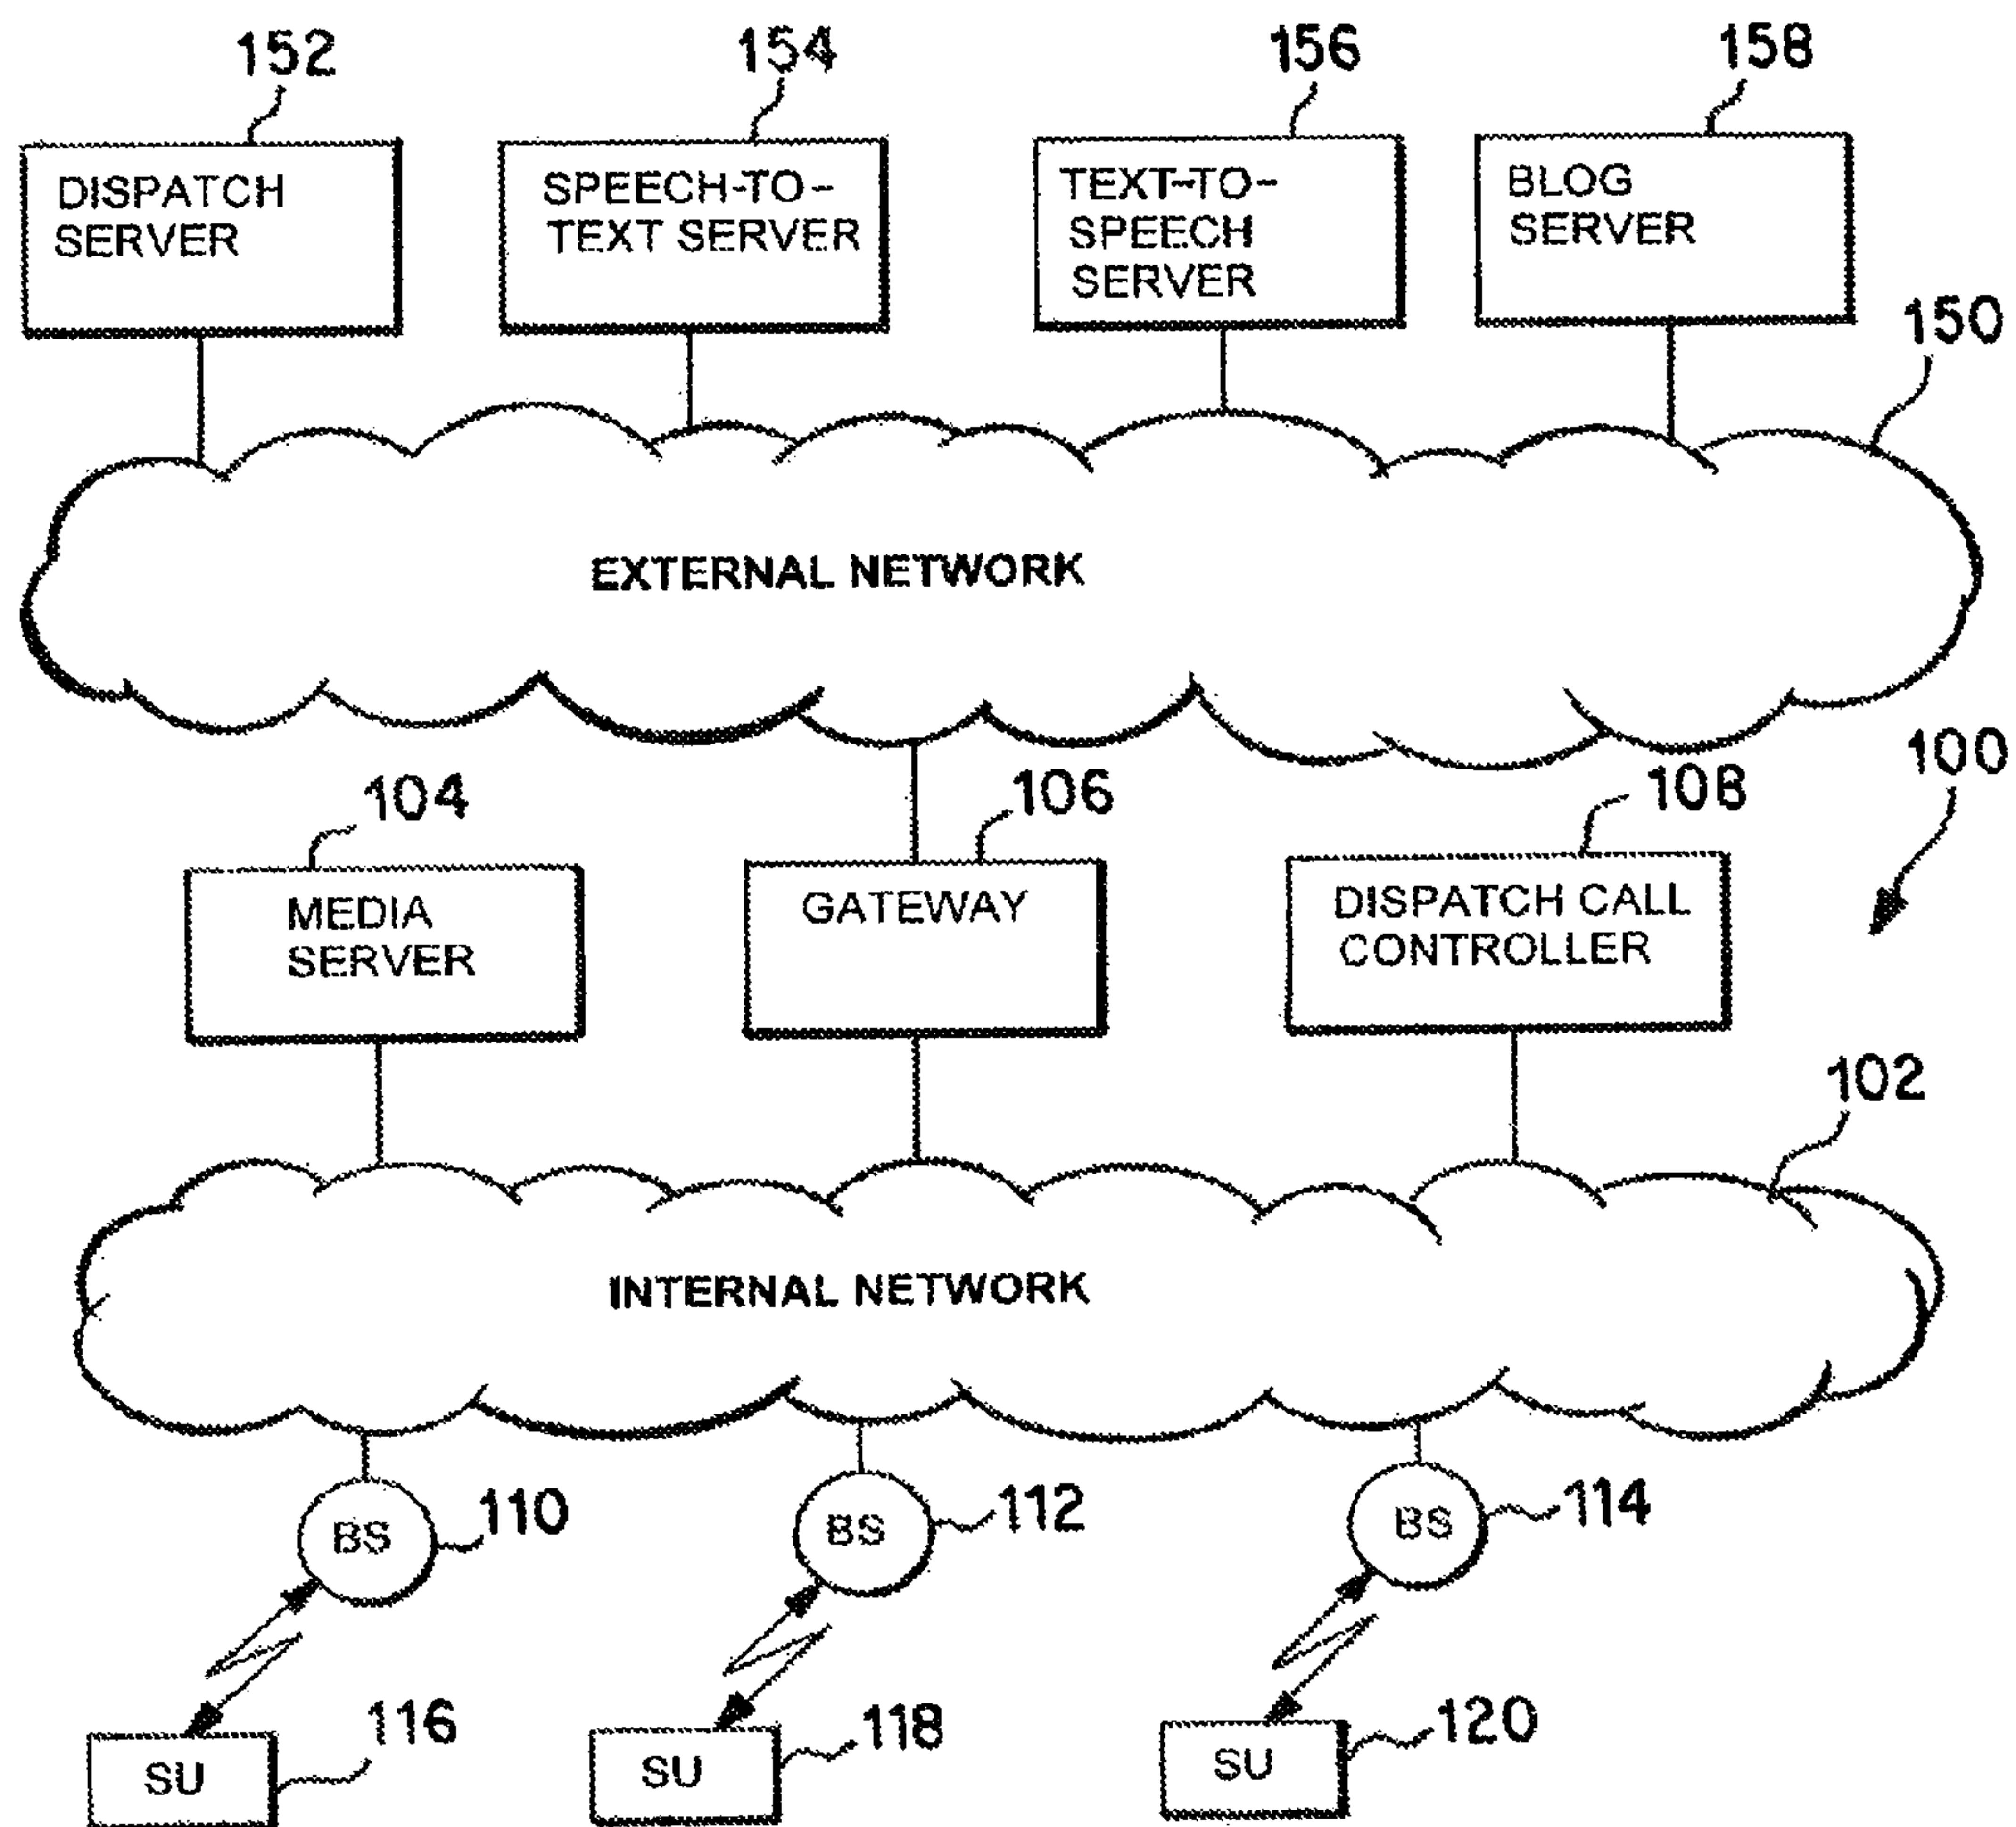 152
154
156
158
DISPATCH
SERVER
SPEECH-TO-
TEXT SERVER
TEXT-TO-
SPEECH
SERVER
BLOG
SERVER
150
EXTERNAL NETWORK
100
104
106
108
MEDIA
SERVER
GATEWAY
DISPATCH CALL
CONTROLLER
102
INTERNAL NETWORK
BS
110
BS
112
BS
114
SU
116
SU
118
SU
120